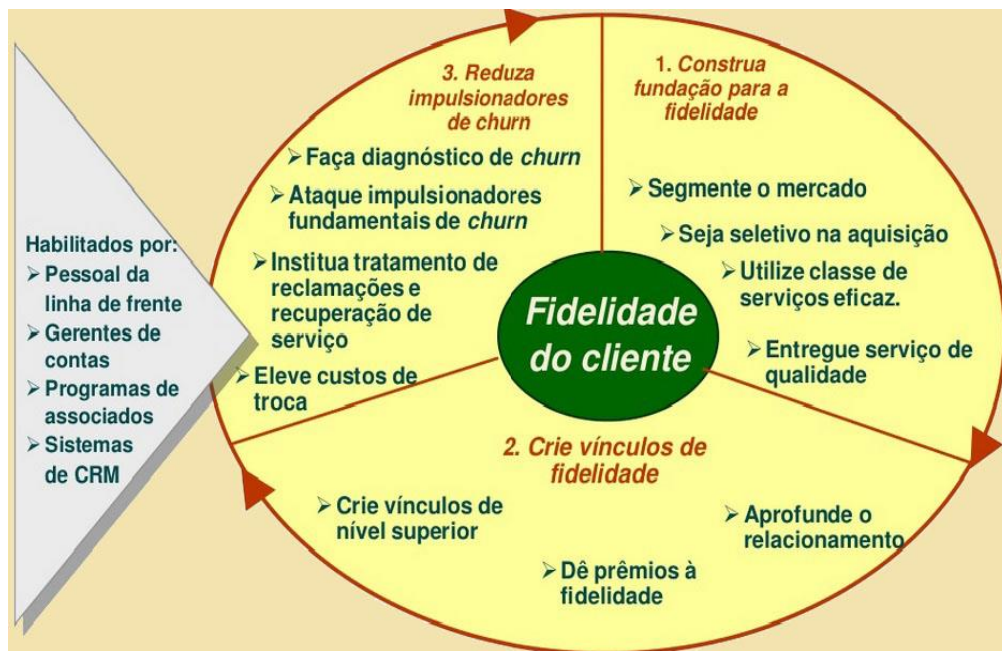 3. Reduza
impulsionadores
de churn
➢ Faça diagnóstico de churn
➢ Ataque impulsionadores
fundamentais de churn
➢ Institua tratamento de
reclamações e
recuperação de
serviço
➢ Eleve custos de
troca
1. Construa
fundação para a
fidelidade
➢ Segmente o mercado
➢ Seja seletivo na aquisição
➢ Utilize classe de
serviços eficaz.
➢ Entregue serviço de
qualidade
Habilitados por:
➢ Pessoal da
linha de frente
➢ Gerentes de
contas
➢ Programas de
associados
➢ Sistemas
de CRM
Fidelidade
do cliente
2. Crie vínculos de
fidelidade
➢ Crie vínculos de
nível superior
➢ Dê prêmios à
fidelidade
➢ Aprofunde o
relacionamento